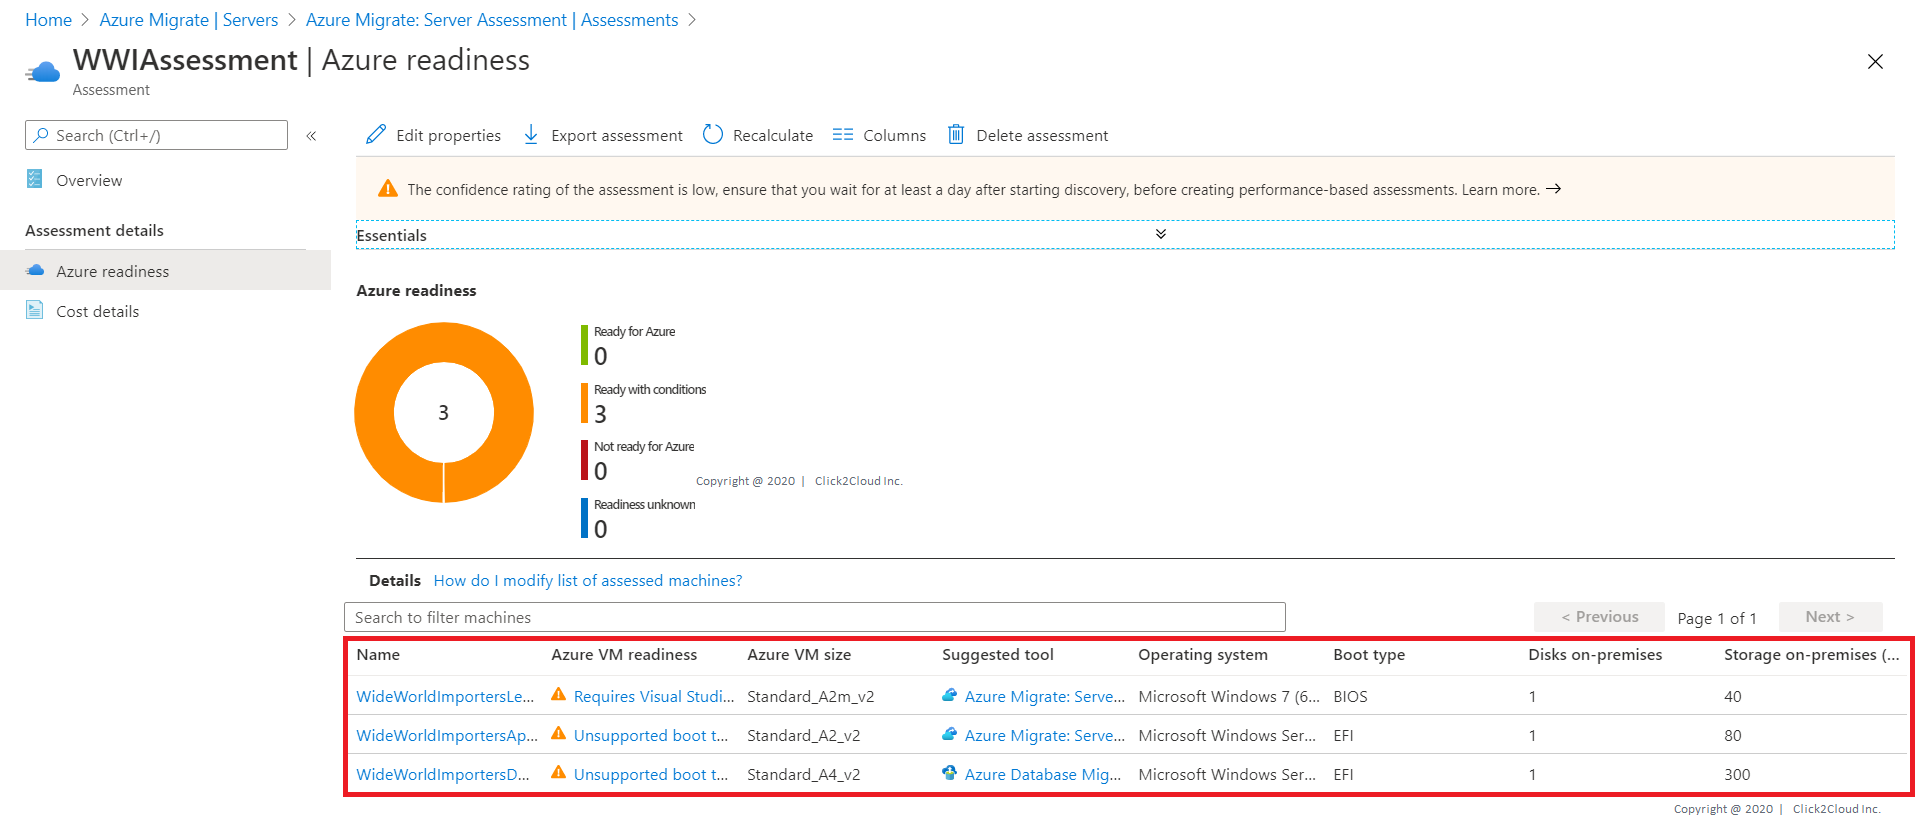 Home > Azure Migrate | Servers > Azure Migrate: Server Assessment | Assessments >
WWIAssessment | Azure readiness
Assessment
Search (Ctrl+/) «
Edit properties Export assessment Recalculate Columns Delete assessment
Overview
Assessment details
Azure readiness
Cost details
The confidence rating of the assessment is low, ensure that you wait for at least a day after starting discovery, before creating performance-based assessments. Learn more. →
Essentials
Azure readiness
3
Ready for Azure
0
Ready with conditions
3
Not ready for Azure
0
Readiness unknown
0
Copyright @ 2020 | Click2Cloud Inc.
Details How do I modify list of assessed machines?
Search to filter machines
< Previous Page 1 of 1 Next >
Name Azure VM readiness Azure VM size Suggested tool Operating system Boot type Disks on-premises Storage on-premises (...
WideWorldImportersLe... Requires Visual Studi... Standard_A2m_v2 Azure Migrate: Serve... Microsoft Windows 7 (6... BIOS 1 40
WideWorldImportersAp... Unsupported boot t... Standard_A2_v2 Azure Migrate: Serve... Microsoft Windows Ser... EFI 1 80
WideWorldImportersD... Unsupported boot t... Standard_A4_v2 Azure Database Mig... Microsoft Windows Ser... EFI 1 300
Copyright @ 2020 | Click2Cloud Inc.